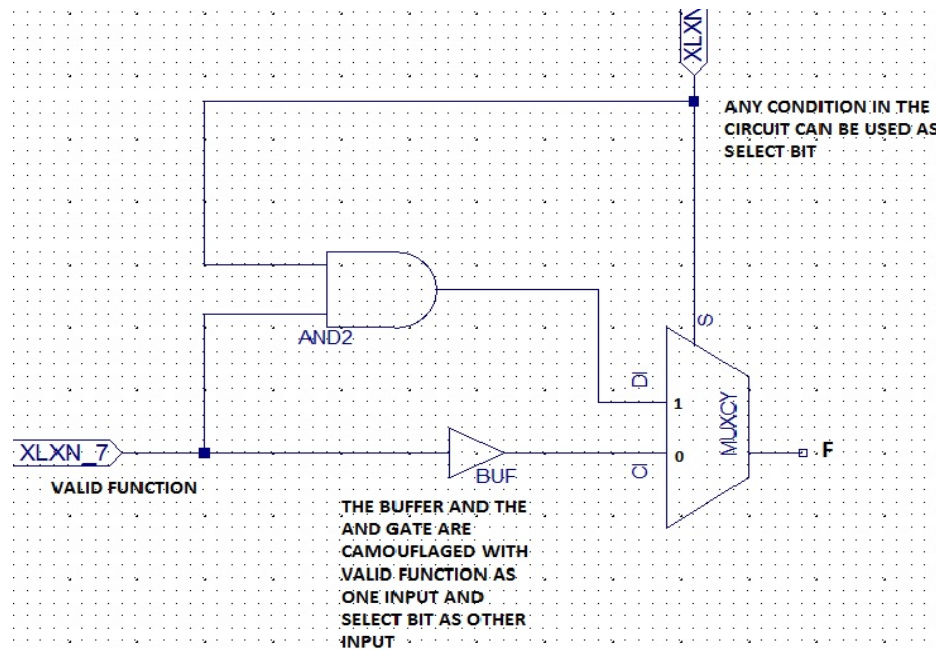 XLXN
ANY CONDITION IN THE
CIRCUIT CAN BE USED AS
SELECT BIT
S
AND2
DI
1
MUXCY
XLXN_7
0
F
CI
BUF
VALID FUNCTION
THE BUFFER AND THE
AND GATE ARE
CAMOUFLAGED WITH
VALID FUNCTION AS
ONE INPUT AND
SELECT BIT AS OTHER
INPUT